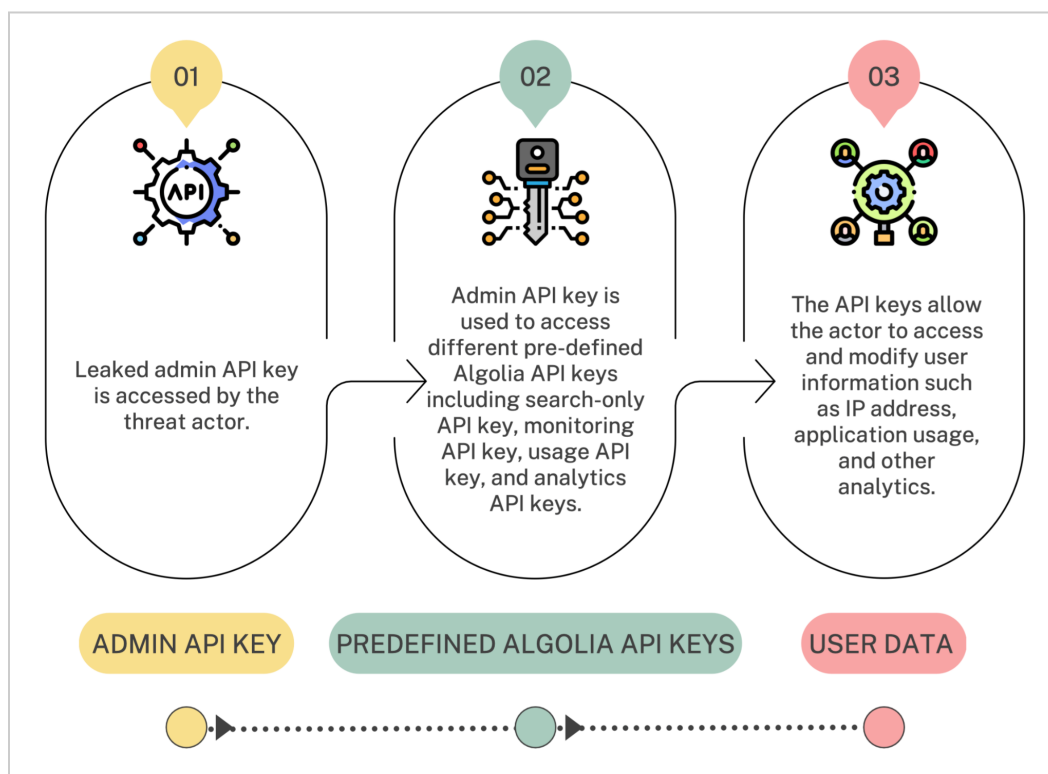 01
API
Leaked admin API key
is accessed by the
threat actor.
02
Admin API key is
used to access
different pre-defined
Algolia API keys
including search-only
API key, monitoring
API key, usage API
key, and analytics
API keys.
03
The API keys allow
the actor to access
and modify user
information such
as IP address,
application usage,
and other
analytics.
ADMIN API KEY
PREDEFINED ALGOLIA API KEYS
USER DATA